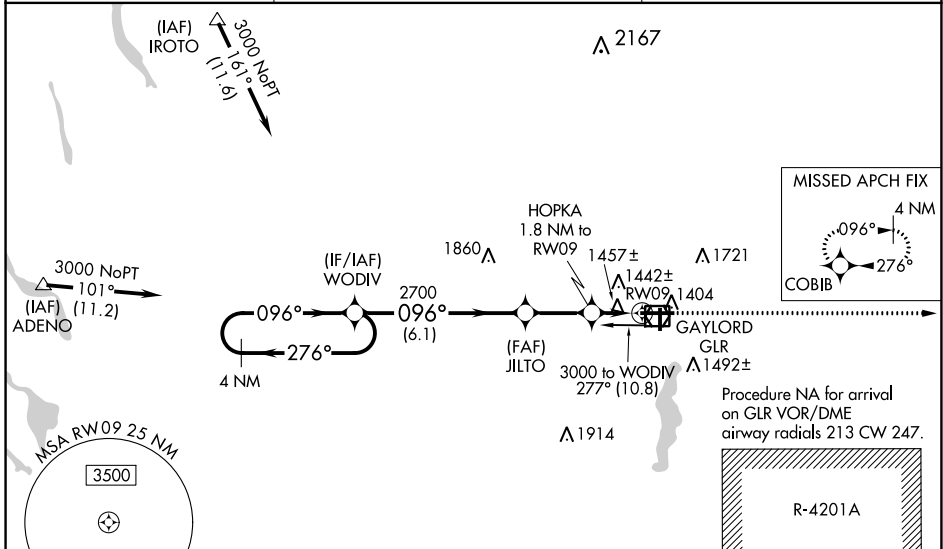 (IAF)
IROTO
3000 NoPT
161°
(11.6)
2167
MISSED APCH FIX
4 NM
096°
276°
COBIB
HOPKA
1.8 NM to
RW09
1860
1457±
1721
1442±
RW09
1404
3000 NoPT
101°
(11.2)
(IAF)
ADENO
(IF/IAF)
WODIV
096°
276°
4 NM
2700
096°
(6.1)
(FAF)
JILTO
GAYLORD
GLR
3000 to WODIV
277° (10.8)
1492±
1914
Procedure NA for arrival
on GLR VOR/DME
airway radials 213 CW 247.
MSA RW09 25 NM
3500
R-4201A